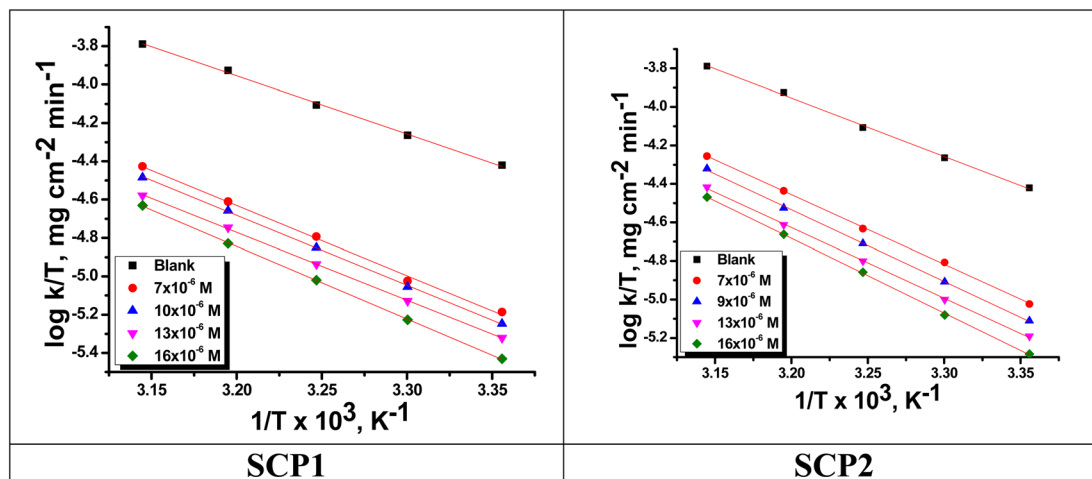 log k/T, mg cm⁻² min⁻¹
-3.8
-4.0
-4.2
-4.4
-4.6
-4.8
-5.0
-5.2
-5.4
Blank
7x10⁻⁶ M
10x10⁻⁶ M
13x10⁻⁶ M
16x10⁻⁶ M
3.15 3.20 3.25 3.30 3.35
1/T x 10³, K⁻¹
SCP1
log k/T, mg cm⁻² min⁻¹
-3.8
-4.0
-4.2
-4.4
-4.6
-4.8
-5.0
-5.2
Blank
7x10⁻⁶ M
9x10⁻⁶ M
13x10⁻⁶ M
16x10⁻⁶ M
3.15 3.20 3.25 3.30 3.35
1/T x 10³, K⁻¹
SCP2